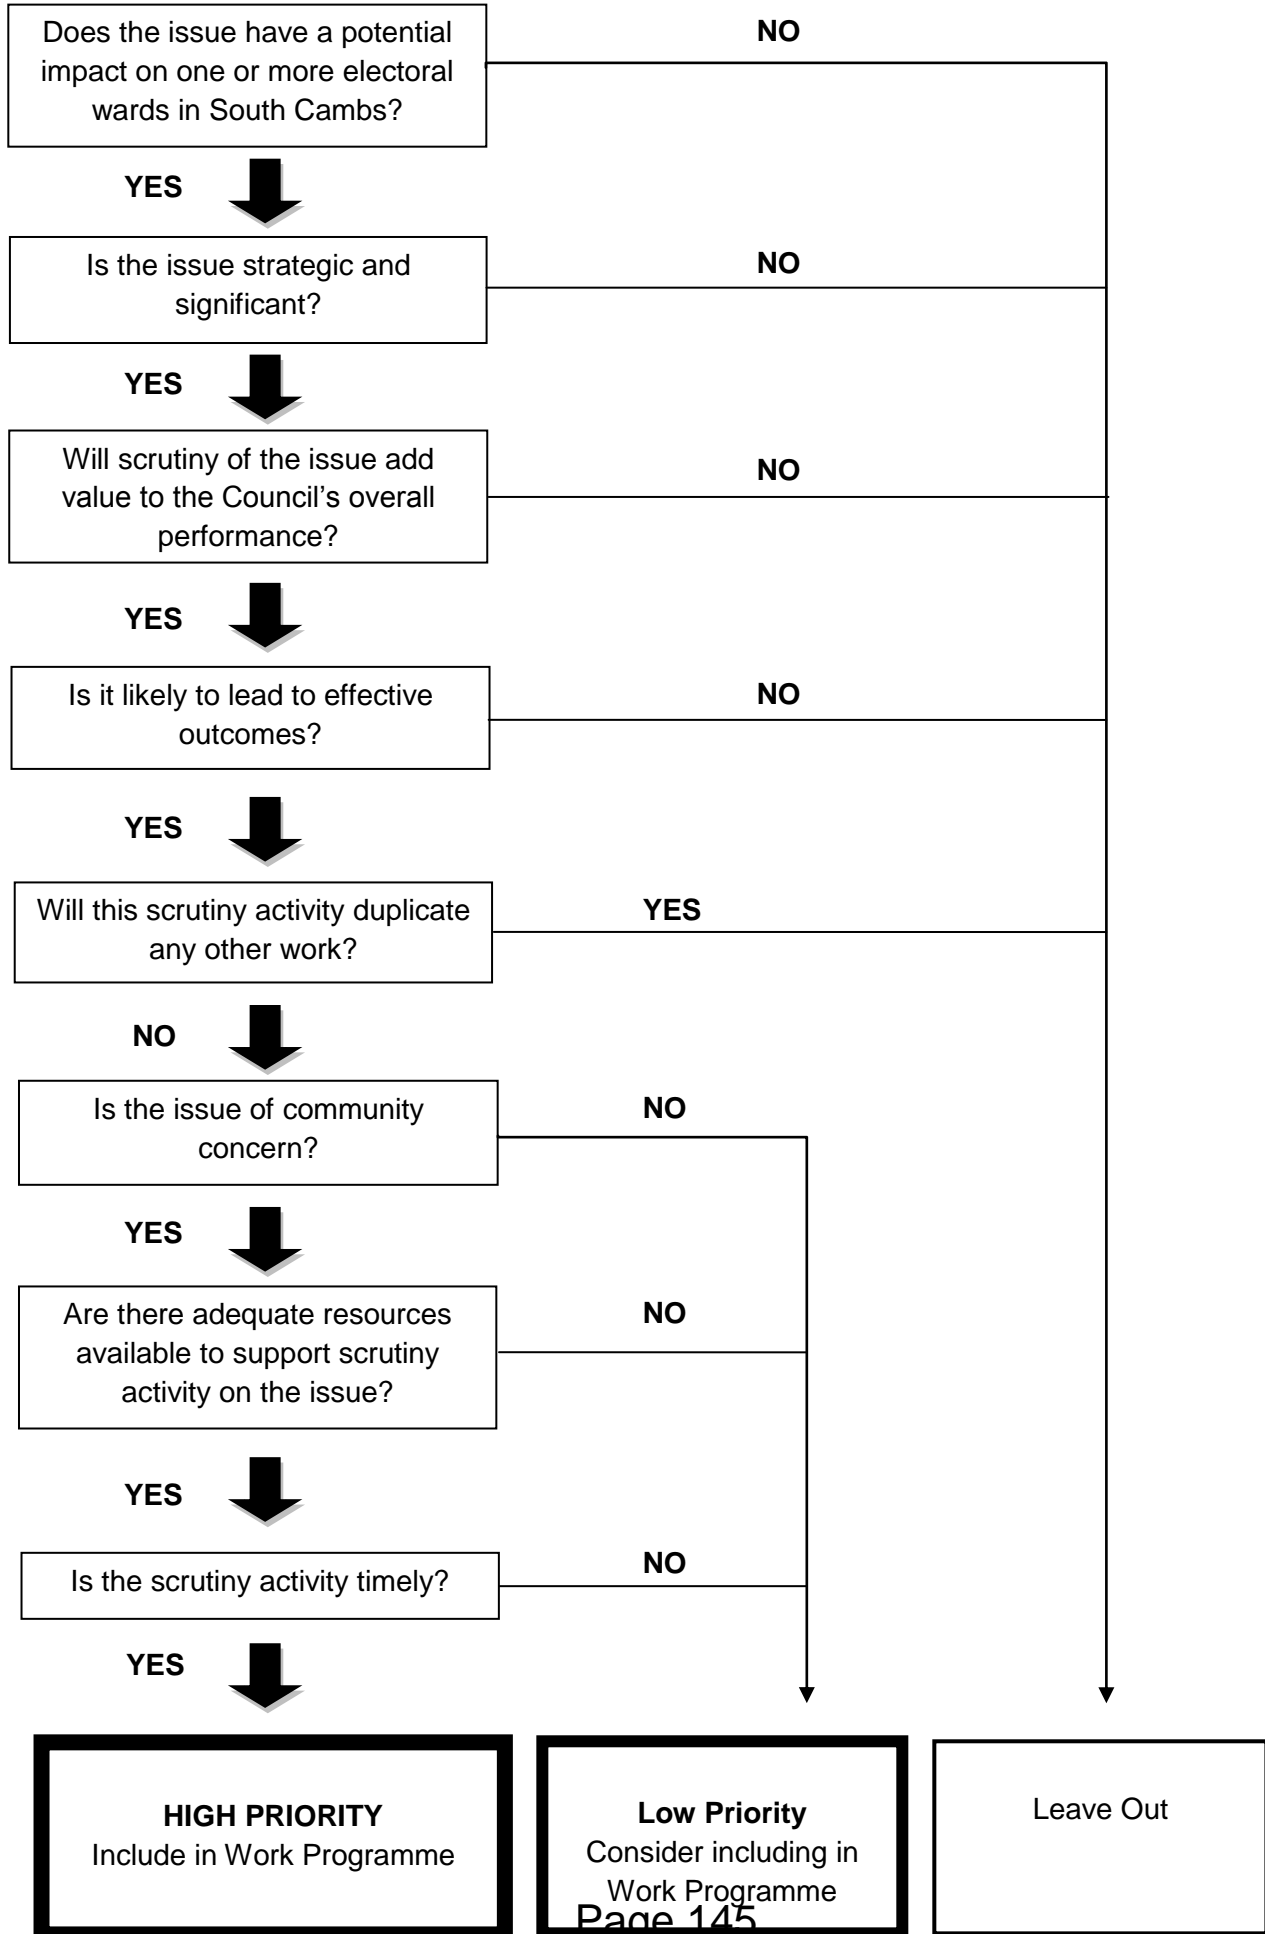 Does the issue have a potential
impact on one or more electoral
wards in South Cambs?
NO
YES
Is the issue strategic and
significant?
NO
YES
Will scrutiny of the issue add
value to the Council’s overall
performance?
NO
YES
Is it likely to lead to effective
outcomes?
NO
YES
Will this scrutiny activity duplicate
any other work?
YES
NO
Is the issue of community
concern?
NO
YES
Are there adequate resources
available to support scrutiny
activity on the issue?
NO
YES
Is the scrutiny activity timely?
NO
YES
HIGH PRIORITY
Include in Work Programme
Low Priority
Consider including in
Work Programme
Leave Out
Page 145